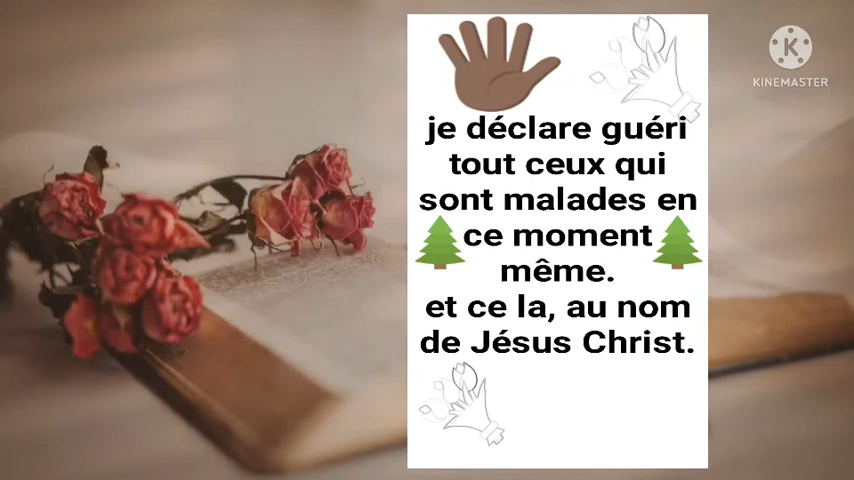 KINEMASTER
je déclare guéri
tout ceux qui
sont malades en
ce moment
même.
et ce la, au nom
de Jésus Christ.